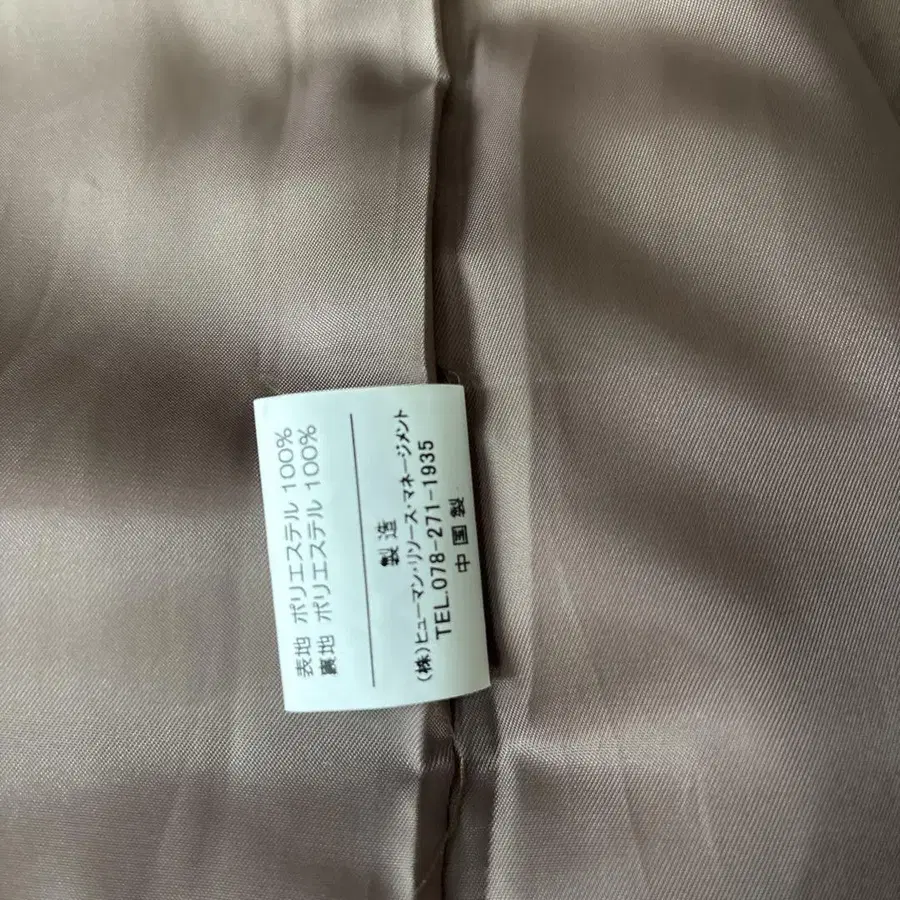 表地 ポリエステル 100%
裏地 ポリエステル 100%
製造
(株)ヒューマン・リソース・マネージメント
TEL.078-271-1935
中国製